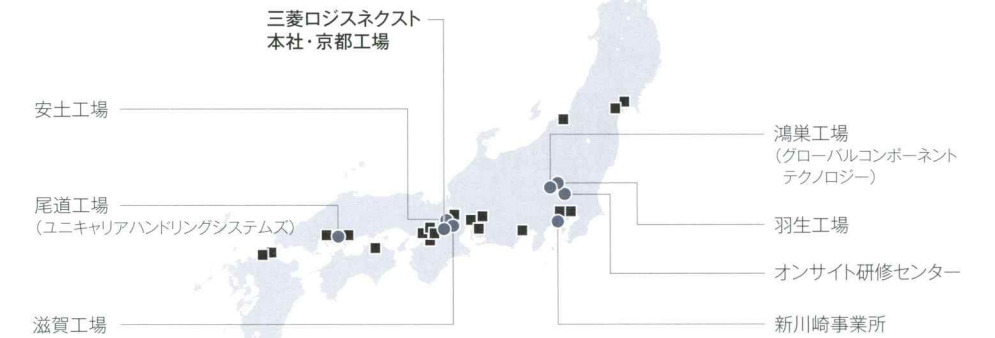 三菱ロジスネクスト
本社・京都工場
安土工場
尾道工場
（ユニキャリアハンドリングシステムズ）
滋賀工場
鴻巣工場
（グローバルコンポーネント
テクノロジー）
羽生工場
オンサイト研修センター
新川崎事業所